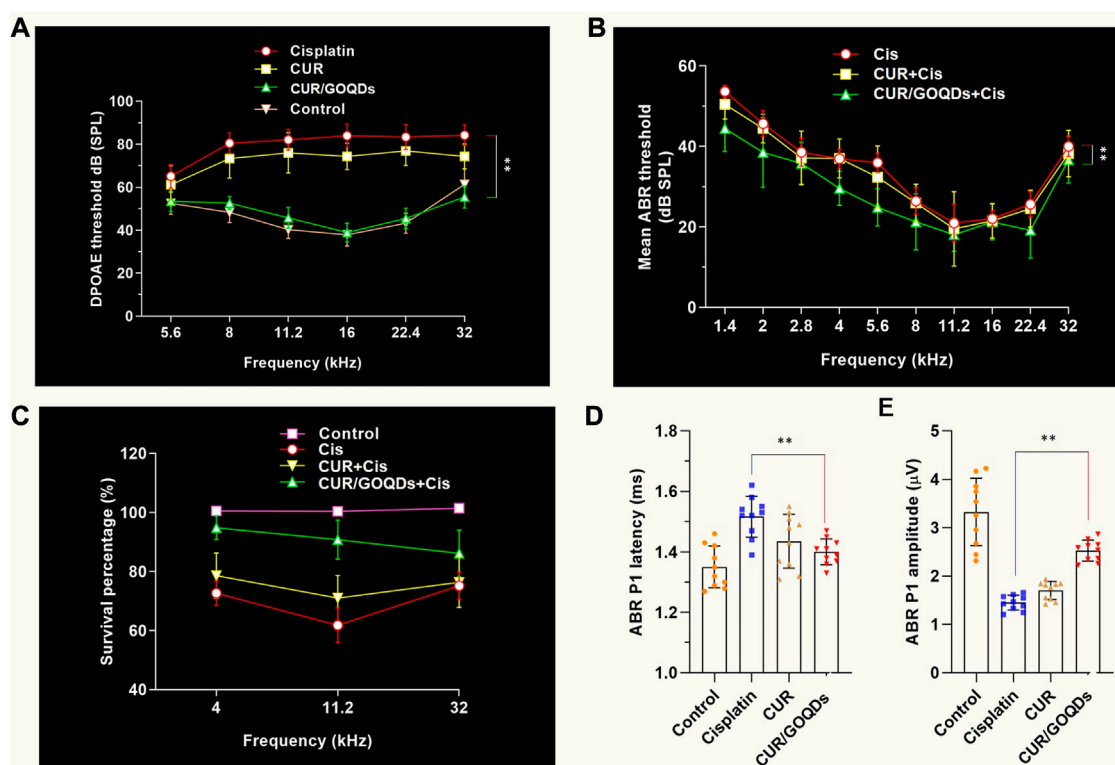 A
Cisplatin
CUR
CUR/GOQDs
Control
DPOAE threshold dB (SPL)
100
80
60
40
20
0
**
5.6 8 11.2 16 22.4 32
Frequency (kHz)
B
Cis
CUR+Cis
CUR/GOQDs+Cis
Mean ABR threshold
(dB SPL)
60
40
20
0
**
1.4 2 2.8 4 5.6 8 11.2 16 22.4 32
Frequency (kHz)
C
Control
Cis
CUR+Cis
CUR/GOQDs+Cis
Survival percentage (%)
120
100
80
60
40
4 11.2 32
Frequency (kHz)
D
ABR P1 latency (ms)
1.8
1.6
1.4
1.2
1.0
**
Control
Cisplatin
CUR
CUR/GOQDs
E
ABR P1 amplitude (μV)
5
4
3
2
1
0
**
Control
Cisplatin
CUR
CUR/GOQDs